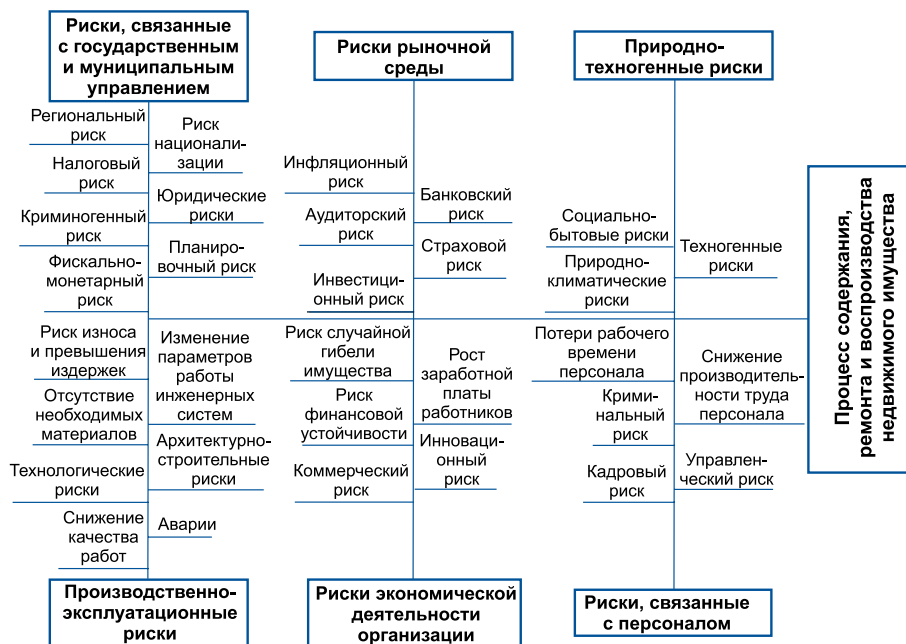 Риски, связанные
с государственным
и муниципальным
управлением
Риски рыночной
среды
Природно-
техногенные риски
Региональный
риск
Риск
национали-
зации
Налоговый
риск
Юридические
риски
Криминогенный
риск
Планиро-
вочный риск
Фискально-
монетарный
риск
Инфляционный
риск
Банковский
риск
Аудиторский
риск
Страховой
риск
Инвестици-
онный риск
Социально-
бытовые риски
Техногенные
риски
Природно-
климатические
риски
Процесс содержания,
ремонта и воспроизводства
недвижимого имущества
Риск износа
и превышения
издержек
Изменение
параметров
работы
инженерных
систем
Отсутствие
необходимых
материалов
Архитектурно-
строительные
риски
Технологические
риски
Снижение
качества
работ
Аварии
Риск случайной
гибели
имущества
Рост
заработной
платы
работников
Риск
финансовой
устойчивости
Инноваци-
онный
риск
Коммерческий
риск
Потери рабочего
времени
персонала
Снижение
производитель-
ности труда
персонала
Крими-
нальный
риск
Управлен-
ческий риск
Кадровый
риск
Производственно-
эксплуатационные
риски
Риски экономической
деятельности
организации
Риски, связанные
с персоналом